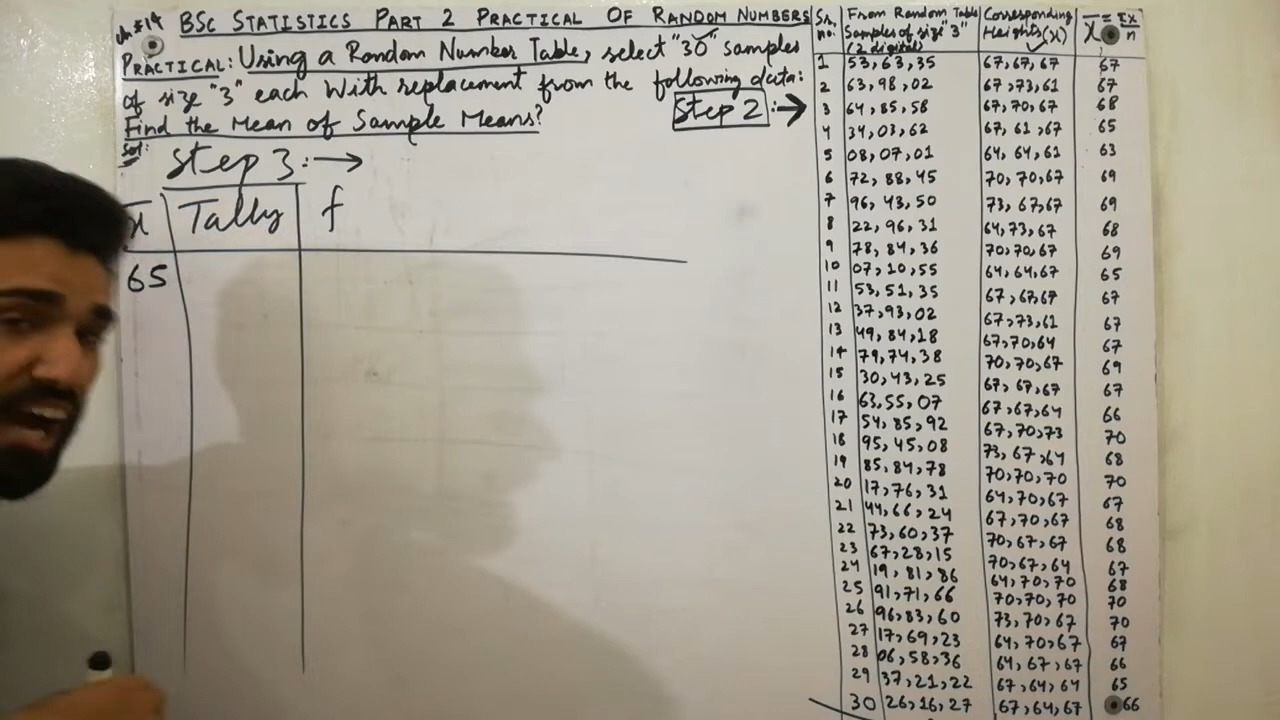 Ch#14
BSc STATISTICS PART 2 PRACTICAL OF RANDOM NUMBERS
PRACTICAL: Using a Random Number Table, select "30" samples
of size "3" each with replacement from the following data:
Find the Mean of Sample Means?
Step 2:→
Sol:
Step 3:→
x̄ Tally f
65
Sr. no. From Random Table Samples of size "3" (2 digital) Corresponding Heights (x) x̄ = Σx/n
1 53, 63, 35 67, 67, 67 67
2 63, 98, 02 67, 73, 61 67
3 64, 85, 58 67, 70, 67 68
4 34, 03, 62 67, 61, 67 65
5 08, 07, 01 64, 64, 61 63
6 72, 88, 45 70, 70, 67 69
7 96, 43, 50 73, 67, 67 69
8 22, 96, 31 64, 73, 67 68
9 78, 84, 36 70, 70, 67 69
10 07, 10, 55 64, 64, 67 65
11 53, 51, 35 67, 67, 67 67
12 37, 93, 02 67, 73, 61 67
13 49, 84, 18 67, 70, 64 67
14 79, 74, 38 70, 70, 67 69
15 30, 43, 25 67, 67, 67 67
16 63, 55, 07 67, 67, 64 66
17 54, 85, 92 67, 70, 73 70
18 95, 45, 08 73, 67, 64 68
19 85, 84, 78 70, 70, 70 70
20 17, 76, 31 64, 70, 67 67
21 44, 66, 24 67, 70, 67 68
22 73, 60, 37 70, 67, 67 68
23 67, 28, 15 70, 67, 64 67
24 19, 81, 86 64, 70, 70 68
25 91, 71, 66 70, 70, 70 70
26 96, 83, 60 73, 70, 67 70
27 17, 69, 23 64, 70, 67 67
28 06, 58, 36 64, 67, 67 66
29 37, 21, 22 67, 64, 64 65
30 26, 16, 27 67, 64, 67 66